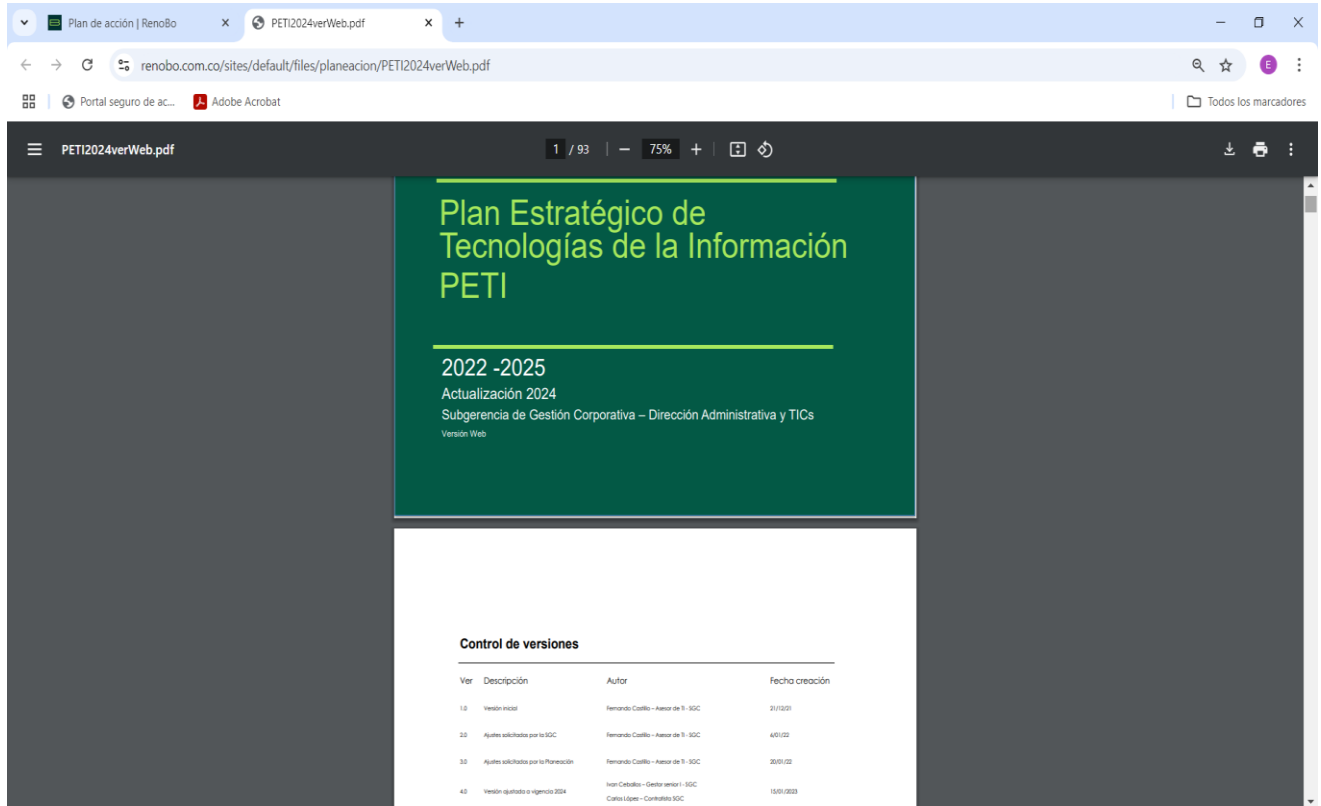 Plan de acción | RenoBo
PETI2024verWeb.pdf
renobo.com.co/sites/default/files/planeacion/PETI2024verWeb.pdf
E
Portal seguro de ac...
Adobe Acrobat
Todos los marcadores
PETI2024verWeb.pdf
1 / 93
75%
Plan Estratégico de
Tecnologías de la Información
PETI
2022 -2025
Actualización 2024
Subgerencia de Gestión Corporativa – Dirección Administrativa y TICs
Versión Web
Control de versiones
Ver Descripción Autor Fecha creación
1.0 Versión inicial Fernando Castillo – Asesor de TI - SGC 21/12/21
2.0 Ajustes solicitados por la SGC Fernando Castillo – Asesor de TI - SGC 6/01/22
3.0 Ajustes solicitados por la Planeación Fernando Castillo – Asesor de TI - SGC 20/01/22
4.0 Versión ajustada a vigencia 2024 Ivan Ceballos – Gestor senior I - SGC 15/01/2023
Carlos López – Contratista SGC